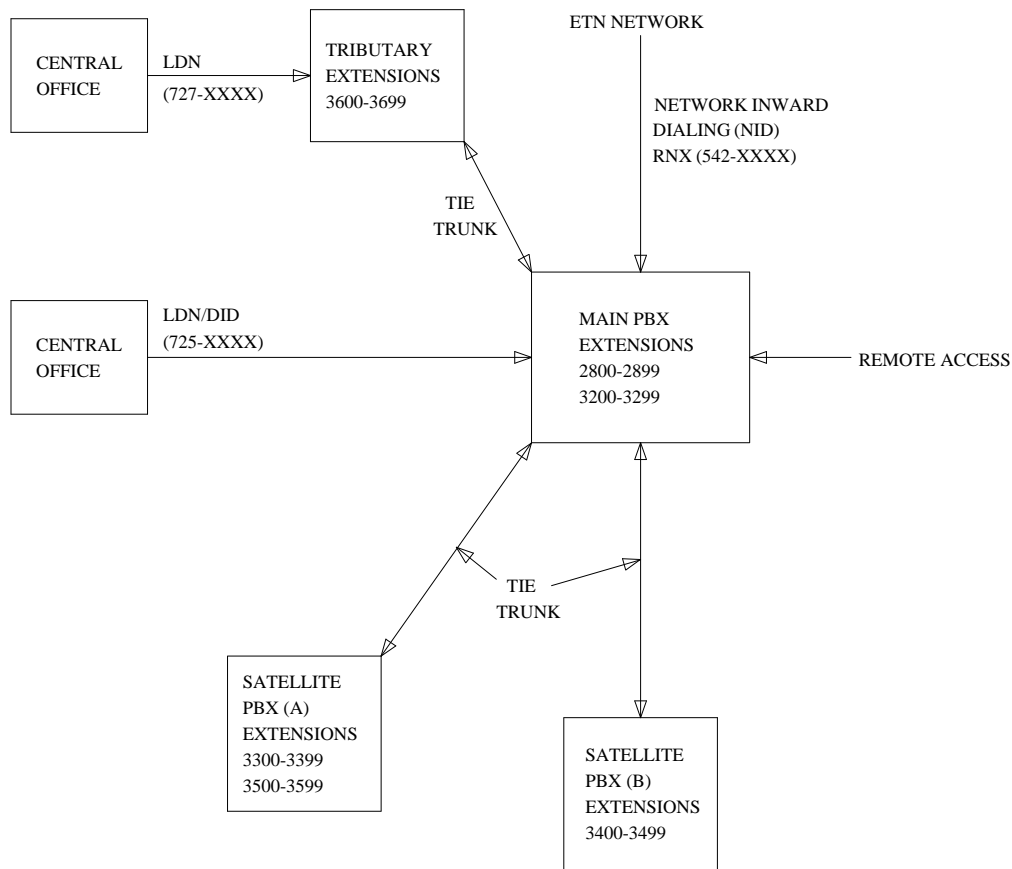 CENTRAL
OFFICE
LDN
(727-XXXX)
TRIBUTARY
EXTENSIONS
3600-3699
ETN NETWORK
NETWORK INWARD
DIALING (NID)
RNX (542-XXXX)
TIE
TRUNK
CENTRAL
OFFICE
LDN/DID
(725-XXXX)
MAIN PBX
EXTENSIONS
2800-2899
3200-3299
REMOTE ACCESS
TIE
TRUNK
SATELLITE
PBX (A)
EXTENSIONS
3300-3399
3500-3599
SATELLITE
PBX (B)
EXTENSIONS
3400-3499